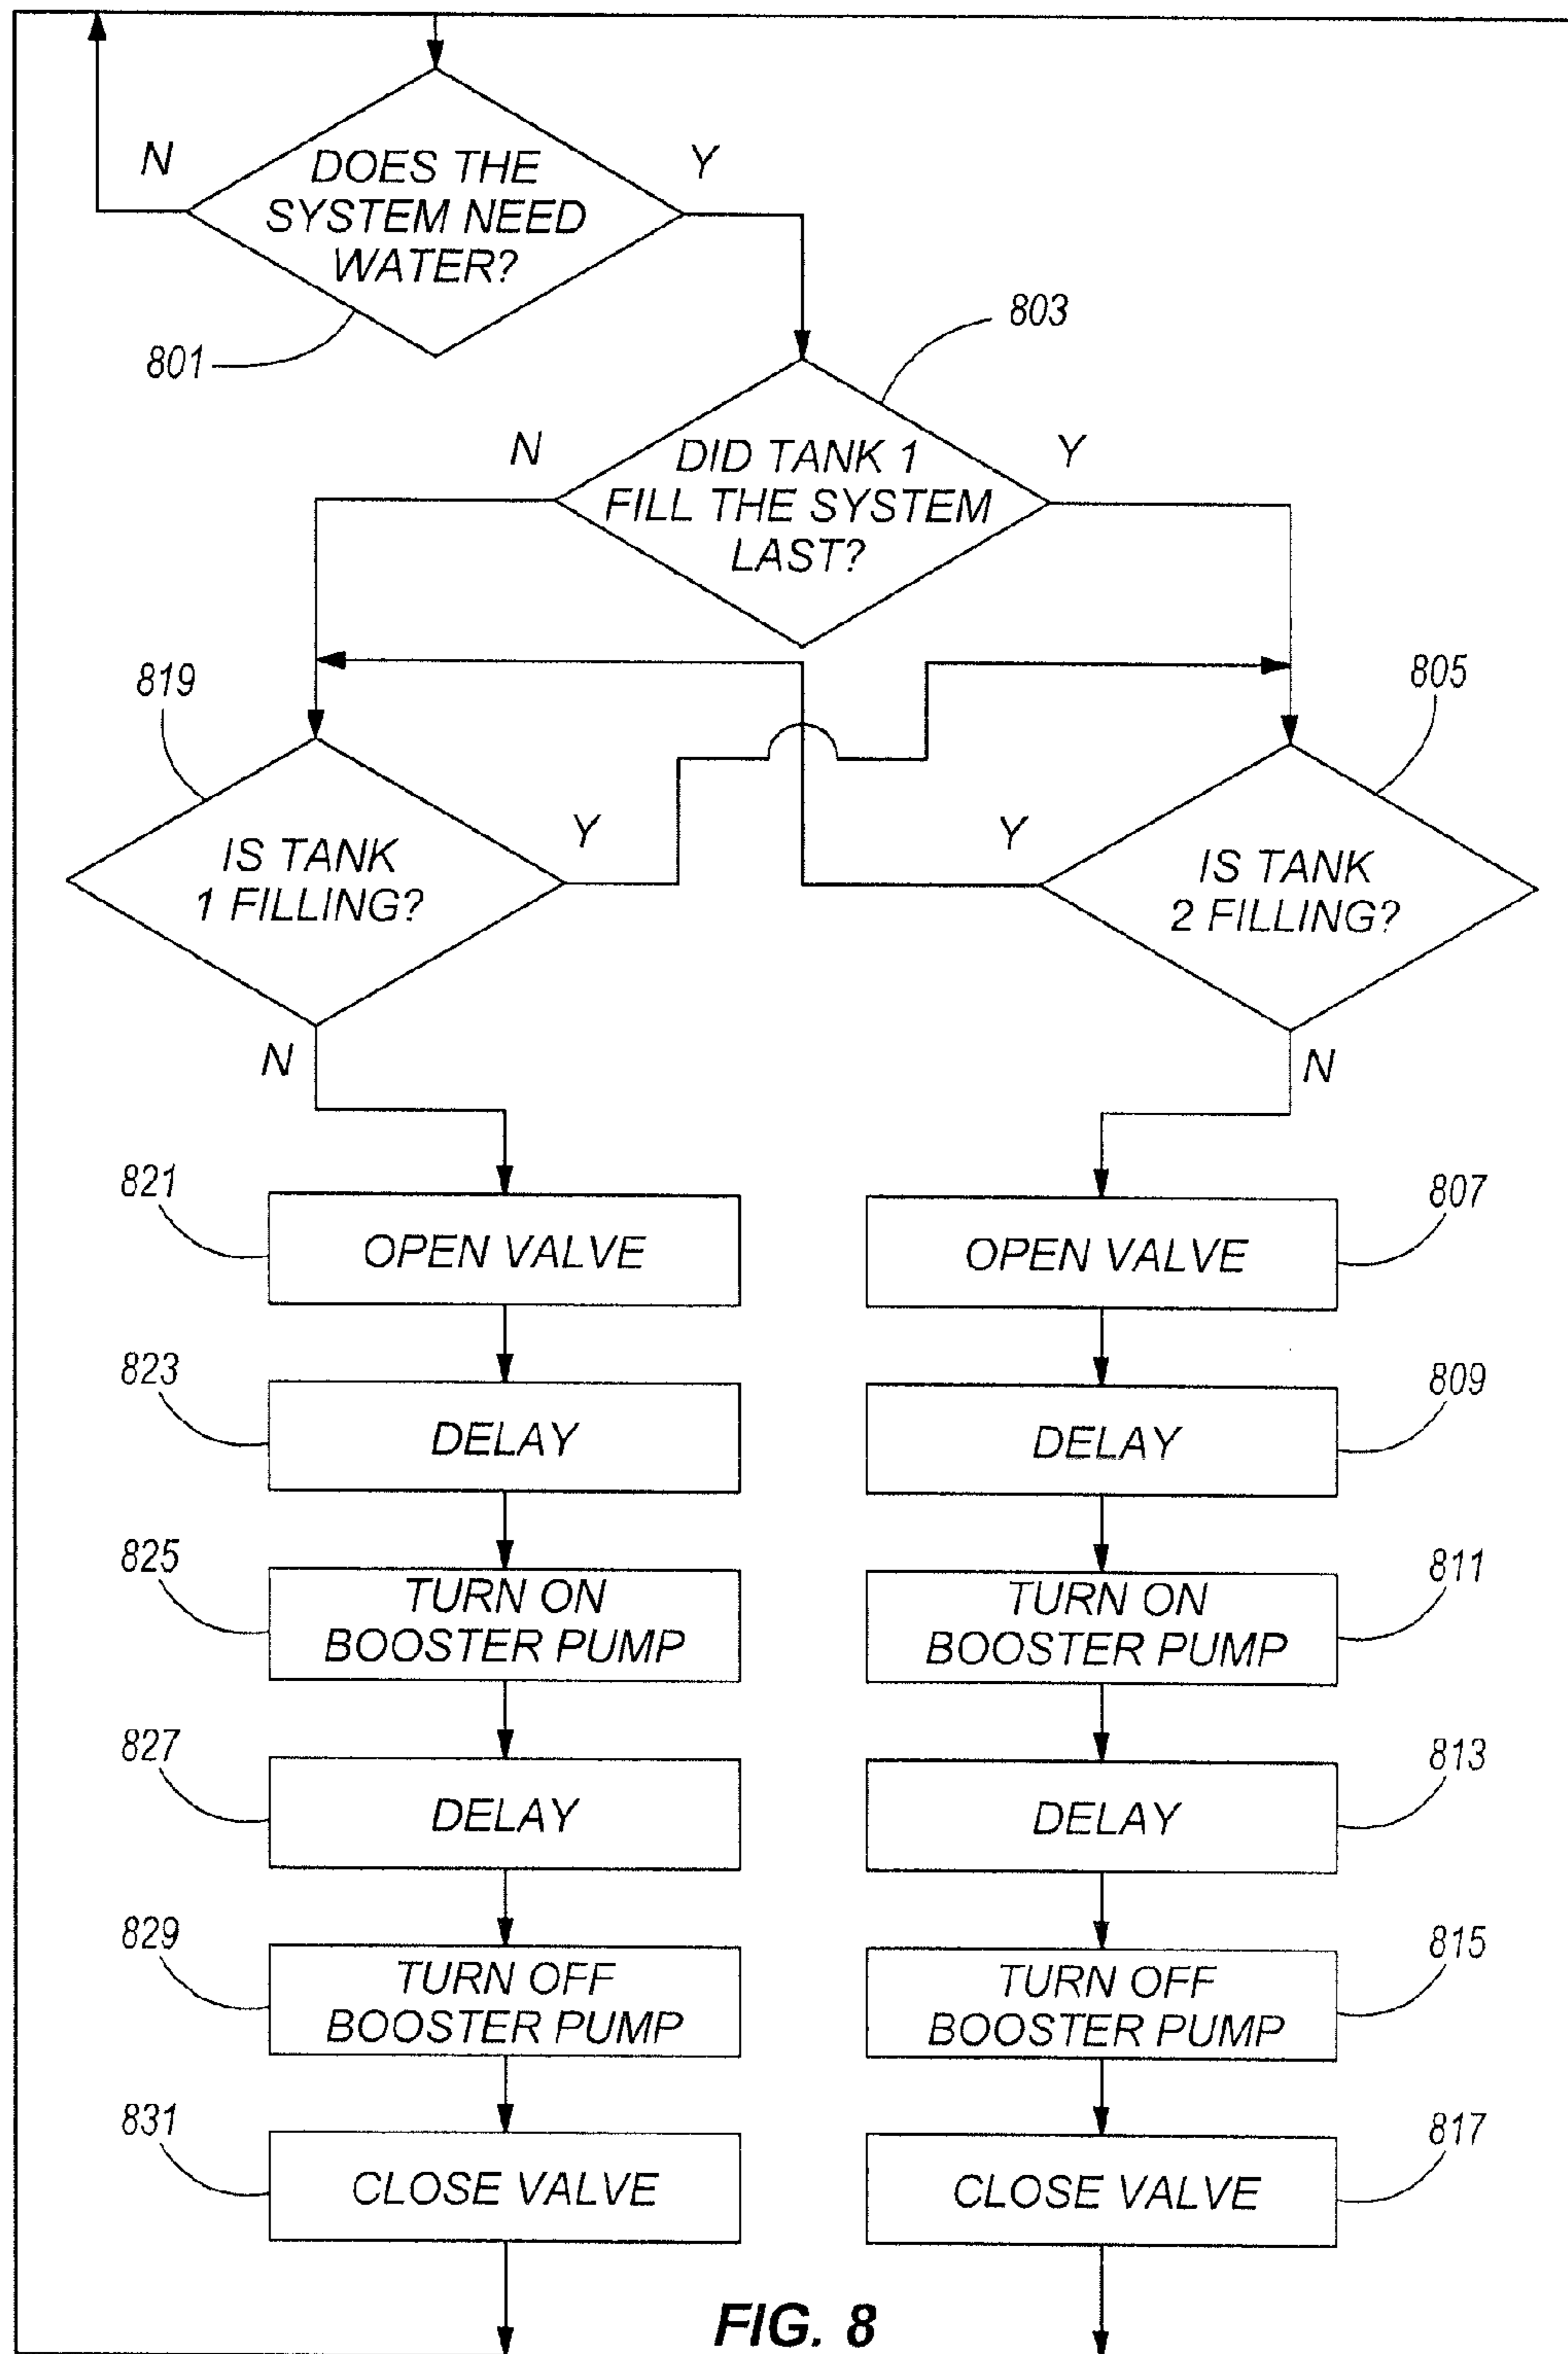 N
Y
DOES THE
SYSTEM NEED
WATER?
801
803
N
Y
DID TANK 1
FILL THE SYSTEM
LAST?
819
805
Y
Y
IS TANK
1 FILLING?
IS TANK
2 FILLING?
N
N
821
OPEN VALVE
OPEN VALVE
807
823
DELAY
DELAY
809
825
TURN ON
BOOSTER PUMP
TURN ON
BOOSTER PUMP
811
827
DELAY
DELAY
813
829
TURN OFF
BOOSTER PUMP
TURN OFF
BOOSTER PUMP
815
831
CLOSE VALVE
CLOSE VALVE
817
FIG. 8